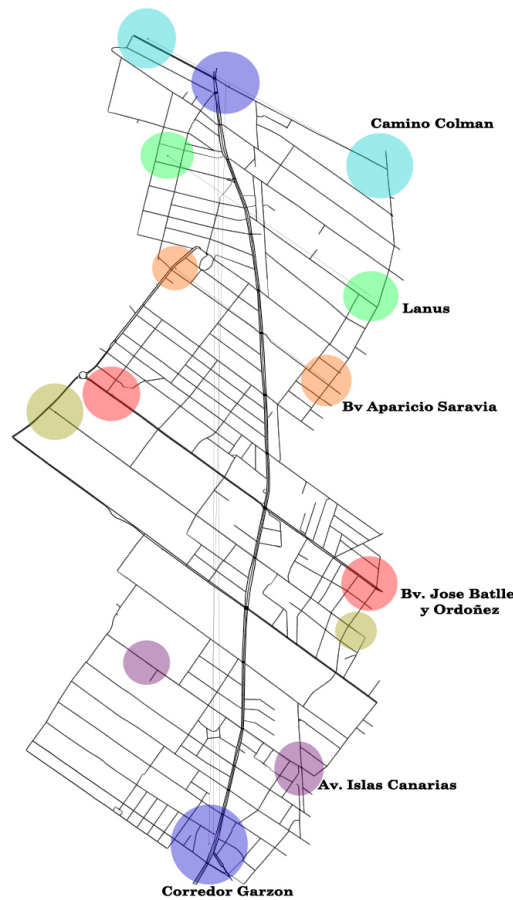 Camino Colman
Lanus
Bv Aparicio Saravia
Bv. Jose Batlle
y Ordoñez
Av. Islas Canarias
Corredor Garzon